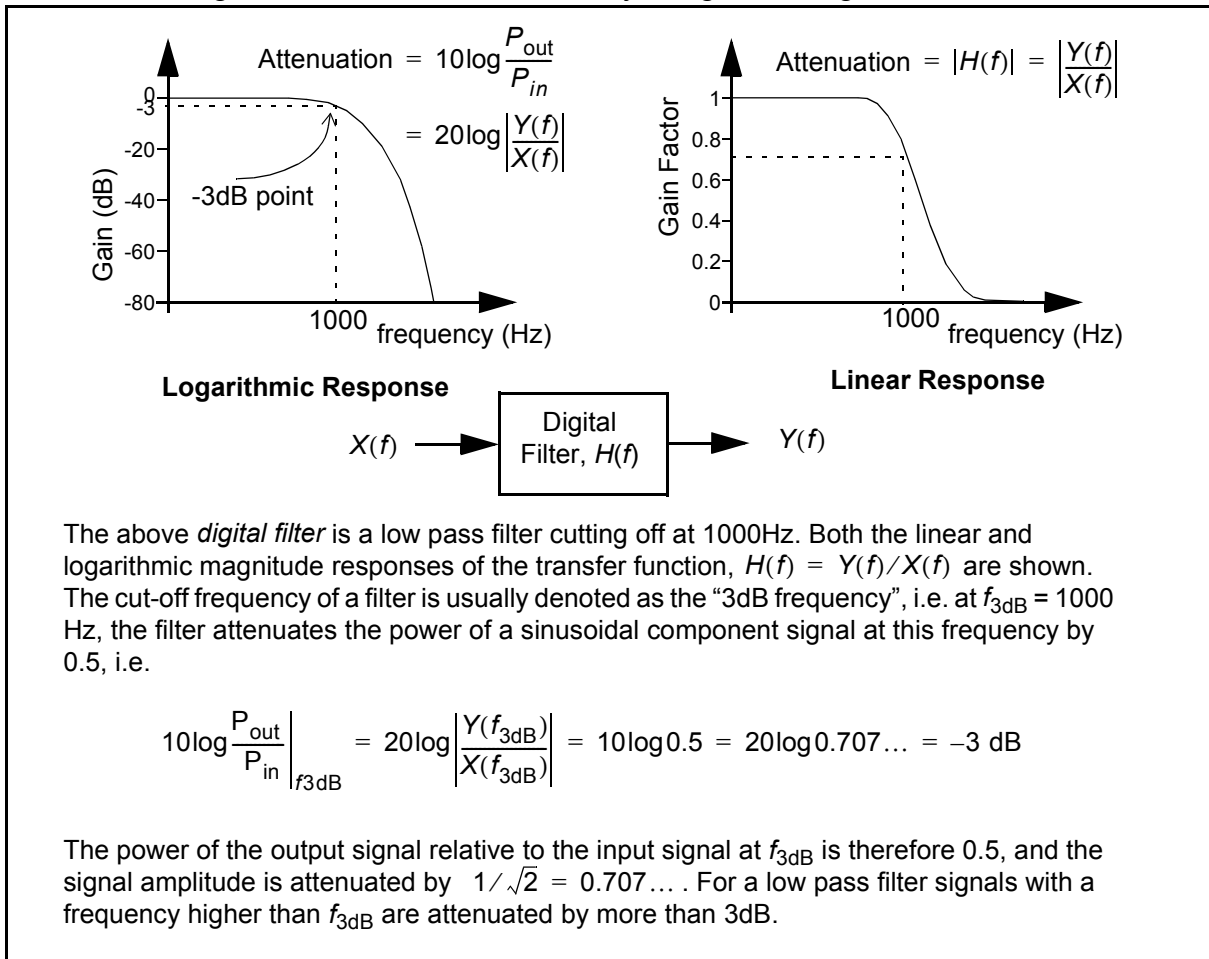 Attenuation = 10log P_out/P_in
= 20log |Y(f)/X(f)|
0
-3
-20
-40
-60
-80
Gain (dB)
-3dB point
1000
frequency (Hz)
Logarithmic Response
Attenuation = |H(f)| = |Y(f)/X(f)|
1
0.8
0.6
0.4
0.2
0
Gain Factor
1000
frequency (Hz)
Linear Response
X(f)
Digital
Filter, H(f)
Y(f)
The above digital filter is a low pass filter cutting off at 1000Hz. Both the linear and
logarithmic magnitude responses of the transfer function, H(f) = Y(f)/X(f) are shown.
The cut-off frequency of a filter is usually denoted as the “3dB frequency”, i.e. at f_3dB = 1000
Hz, the filter attenuates the power of a sinusoidal component signal at this frequency by
0.5, i.e.
10log P_out/P_in |_f3dB = 20log |Y(f_3dB)/X(f_3dB)| = 10log0.5 = 20log0.707… = –3 dB
The power of the output signal relative to the input signal at f_3dB is therefore 0.5, and the
signal amplitude is attenuated by 1/√2 = 0.707… . For a low pass filter signals with a
frequency higher than f_3dB are attenuated by more than 3dB.